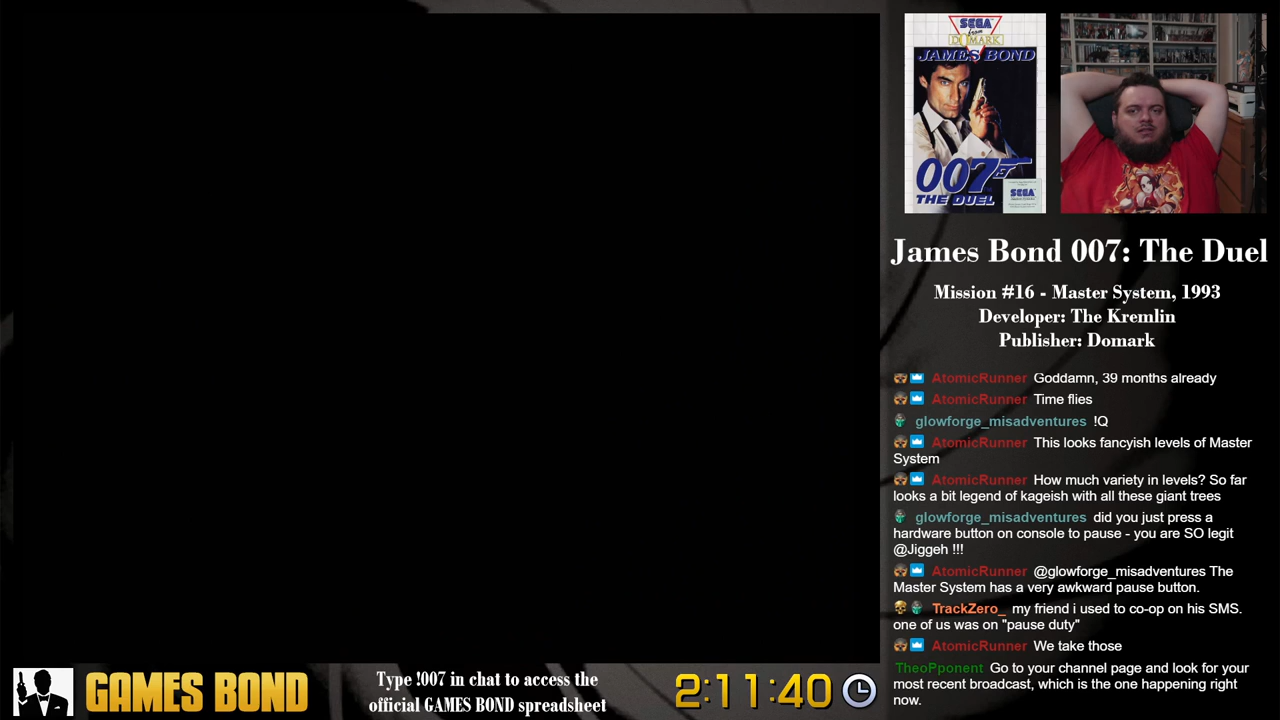 SEGA
from
DOMARK
JAMES BOND
007
THE DUEL
SEGA
James Bond 007: The Duel
Mission #16 - Master System, 1993
Developer: The Kremlin
Publisher: Domark
AtomicRunner Goddamn, 39 months already
AtomicRunner Time flies
glowforge_misadventures !Q
AtomicRunner This looks fancyish levels of Master
System
AtomicRunner How much variety in levels? So far
looks a bit legend of kageish with all these giant trees
glowforge_misadventures did you just press a
hardware button on console to pause - you are SO legit
@Jiggeh !!!
AtomicRunner @glowforge_misadventures The
Master System has a very awkward pause button.
TrackZero_ my friend i used to co-op on his SMS.
one of us was on "pause duty"
AtomicRunner We take those
TheoPponent Go to your channel page and look for your
most recent broadcast, which is the one happening right
now.
GAMES BOND
Type !007 in chat to access the
official GAMES BOND spreadsheet
2:11:40